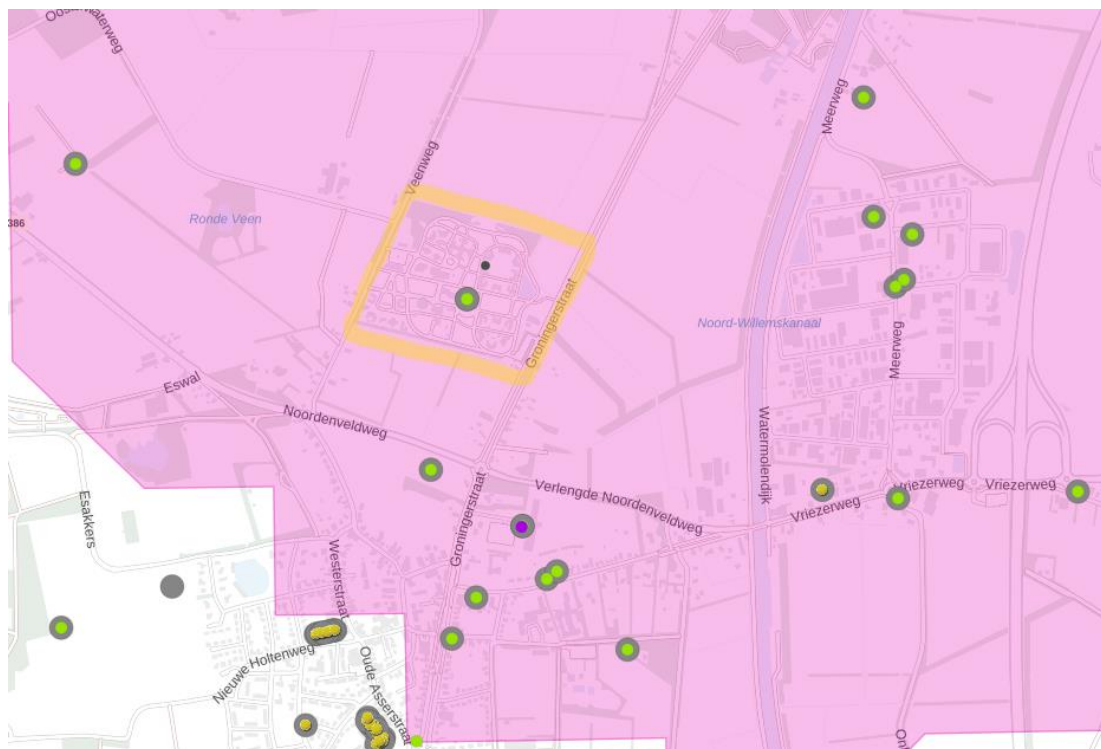 Oosterwaterweg
Meerweg
Veenweg
Ronde Veen
386
Groningerstraat
Noord-Willemskanaal
Meerweg
Eswal
Noordenveldweg
Verlengde Noordenveldweg
Watermolendijk
Vriezerweg
Vriezerweg
Vriezerweg
Esakkers
Groningerstraat
Westerstraat
Nieuwe Holtenweg
Oude Asserstraat